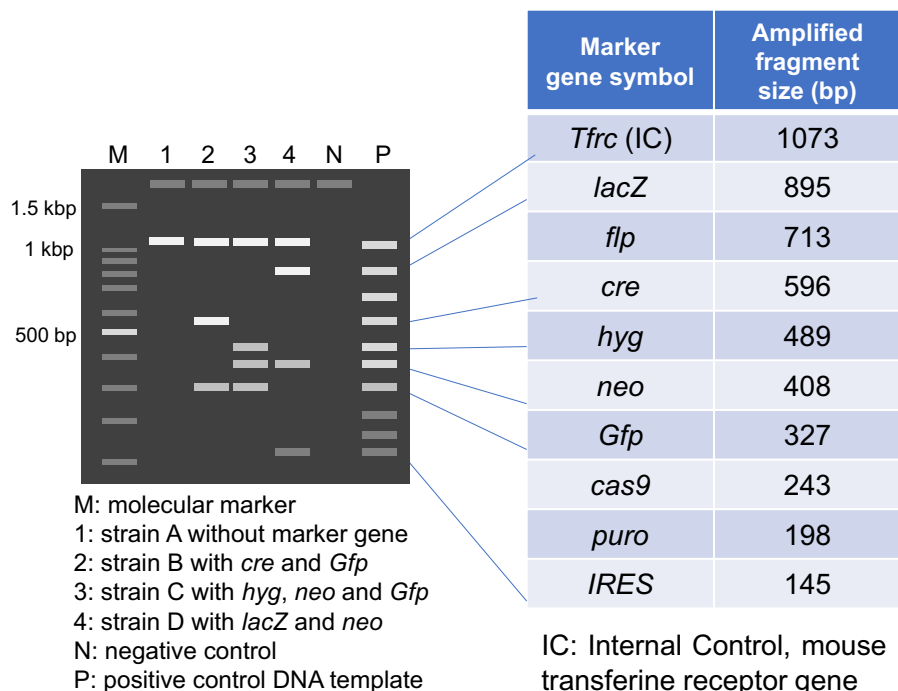 Marker gene symbol
Amplified fragment size (bp)
Tfrc (IC) 1073
lacZ 895
flp 713
cre 596
hyg 489
neo 408
Gfp 327
cas9 243
puro 198
IRES 145
M 1 2 3 4 N P
1.5 kbp
1 kbp
500 bp
M: molecular marker
1: strain A without marker gene
2: strain B with cre and Gfp
3: strain C with hyg, neo and Gfp
4: strain D with lacZ and neo
N: negative control
P: positive control DNA template
IC: Internal Control, mouse
transferine receptor gene